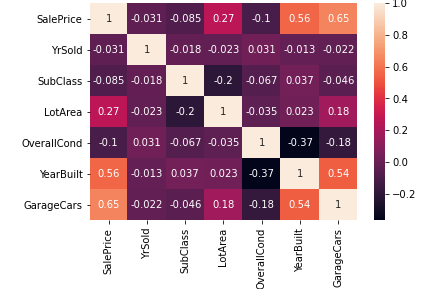 SalePrice 1 -0.031 -0.085 0.27 -0.1 0.56 0.65
YrSold -0.031 1 -0.018 -0.023 0.031 -0.013 -0.022
SubClass -0.085 -0.018 1 -0.2 -0.067 0.037 -0.046
LotArea 0.27 -0.023 -0.2 1 -0.035 0.023 0.18
OverallCond -0.1 0.031 -0.067 -0.035 1 -0.37 -0.18
YearBuilt 0.56 -0.013 0.037 0.023 -0.37 1 0.54
GarageCars 0.65 -0.022 -0.046 0.18 -0.18 0.54 1
SalePrice
YrSold
SubClass
LotArea
OverallCond
YearBuilt
GarageCars
1.0
0.8
0.6
0.4
0.2
0.0
−0.2